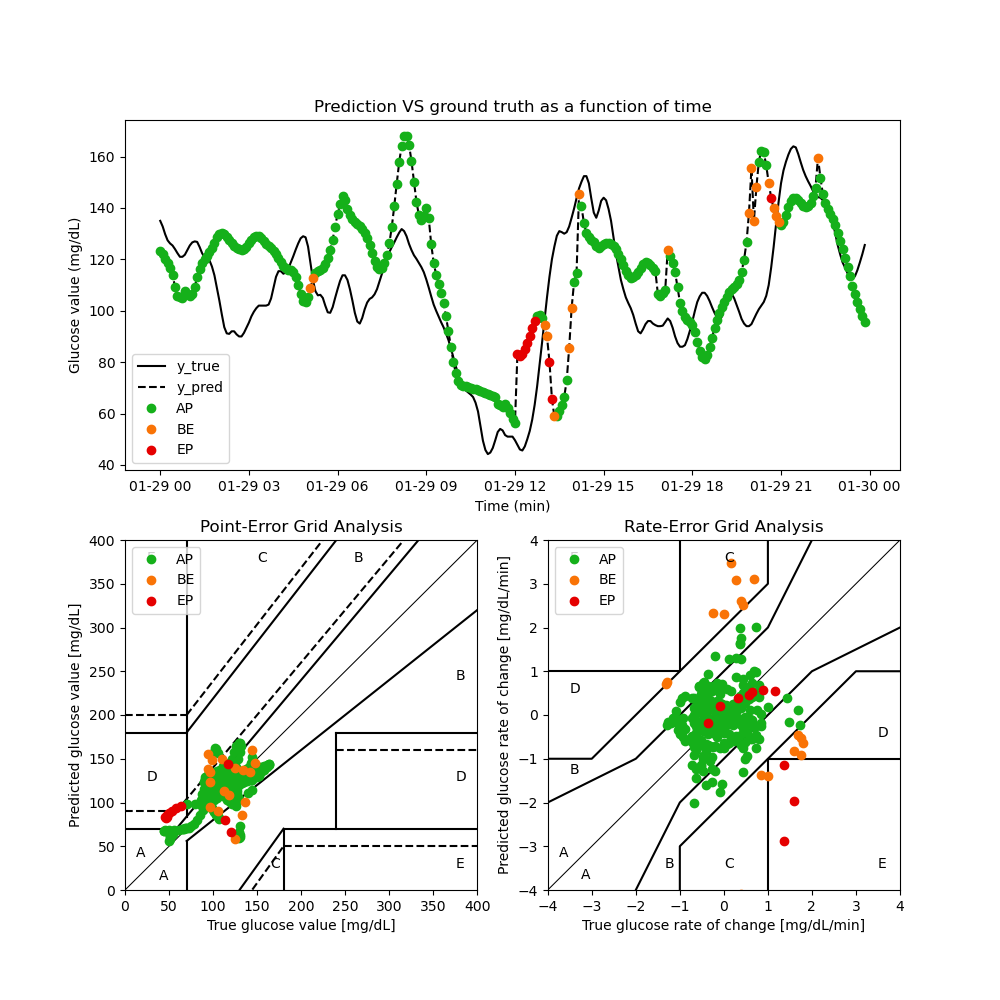 Prediction VS ground truth as a function of time
Glucose value (mg/dL)
160
140
120
100
80
60
40
y_true
y_pred
AP
BE
EP
01-29 00 01-29 03 01-29 06 01-29 09 01-29 12 01-29 15 01-29 18 01-29 21 01-30 00
Time (min)
Point-Error Grid Analysis
Predicted glucose value [mg/dL]
400
350
300
250
200
150
100
50
0
AP
BE
EP
C
B
B
D
D
A
A
C
E
0 50 100 150 200 250 300 350 400
True glucose value [mg/dL]
Rate-Error Grid Analysis
Predicted glucose rate of change [mg/dL/min]
4
3
2
1
0
−1
−2
−3
−4
AP
BE
EP
C
D
D
B
A
A
B
C
E
−4 −3 −2 −1 0 1 2 3 4
True glucose rate of change [mg/dL/min]